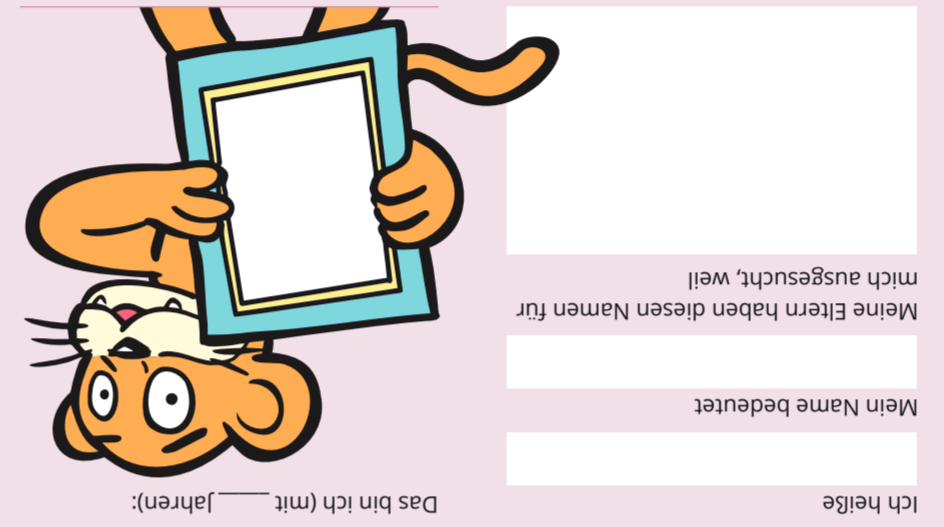 Ich heiße
Mein Name bedeutet
Meine Eltern haben diesen Namen für
mich ausgesucht, weil
Das bin ich (mit _____ Jahren):